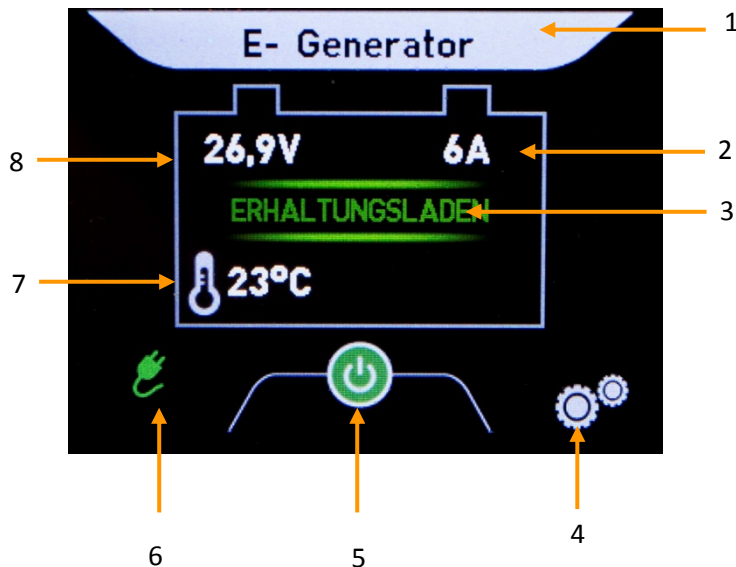 E- Generator
1
26,9V
6A
2
8
ERHALTUNGSLADEN
3
23°C
7
4
6
5